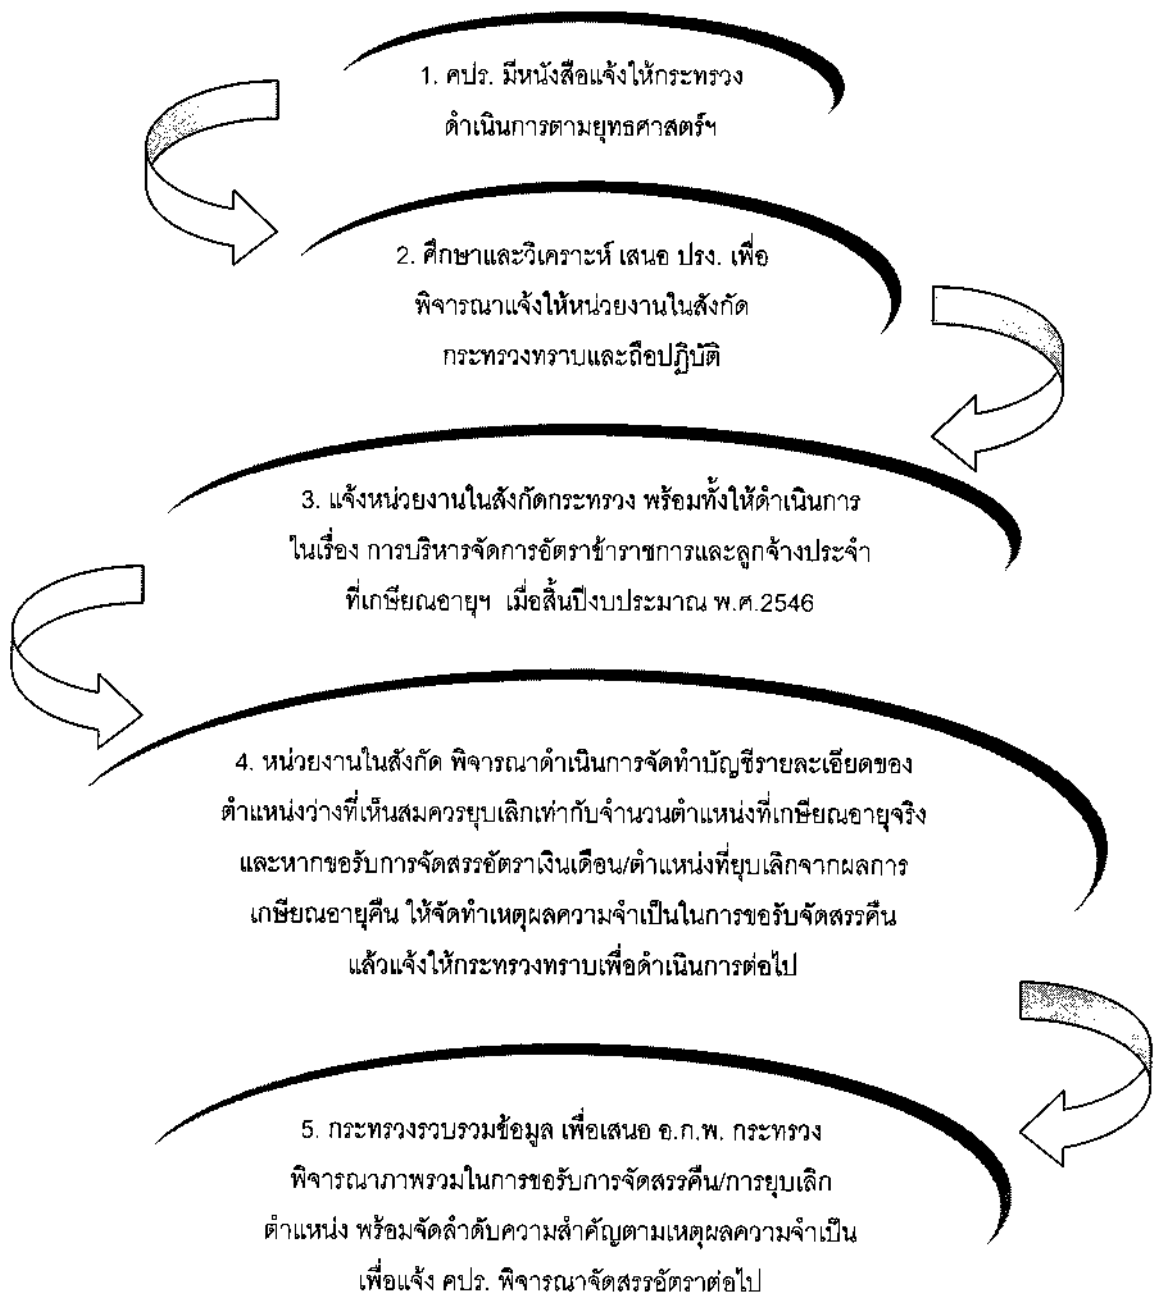 1. คปร. มีหนังสือแจ้งให้กระทรวง
ดำเนินการตามยุทธศาสตร์ฯ
2. ศึกษาและวิเคราะห์ เสนอ ปรง. เพื่อ
พิจารณาแจ้งให้หน่วยงานในสังกัด
กระทรวงทราบและถือปฏิบัติ
3. แจ้งหน่วยงานในสังกัดกระทรวง พร้อมทั้งให้ดำเนินการ
ในเรื่อง การบริหารจัดการอัตราข้าราชการและลูกจ้างประจำ
ที่เกษียณอายุฯ เมื่อสิ้นปีงบประมาณ พ.ศ.2546
4. หน่วยงานในสังกัด พิจารณาดำเนินการจัดทำบัญชีรายละเอียดของ
ตำแหน่งว่างที่เห็นสมควรยุบเลิกเท่ากับจำนวนตำแหน่งที่เกษียณอายุจริง
และหากขอรับการจัดสรรอัตราเงินเดือน/ตำแหน่งที่ยุบเลิกจากผลการ
เกษียณอายุคืน ให้จัดทำเหตุผลความจำเป็นในการขอรับจัดสรรคืน
แล้วแจ้งให้กระทรวงทราบเพื่อดำเนินการต่อไป
5. กระทรวงรวบรวมข้อมูล เพื่อเสนอ อ.ก.พ. กระทรวง
พิจารณาภาพรวมในการขอรับการจัดสรรคืน/การยุบเลิก
ตำแหน่ง พร้อมจัดลำดับความสำคัญตามเหตุผลความจำเป็น
เพื่อแจ้ง คปร. พิจารณาจัดสรรอัตราต่อไป